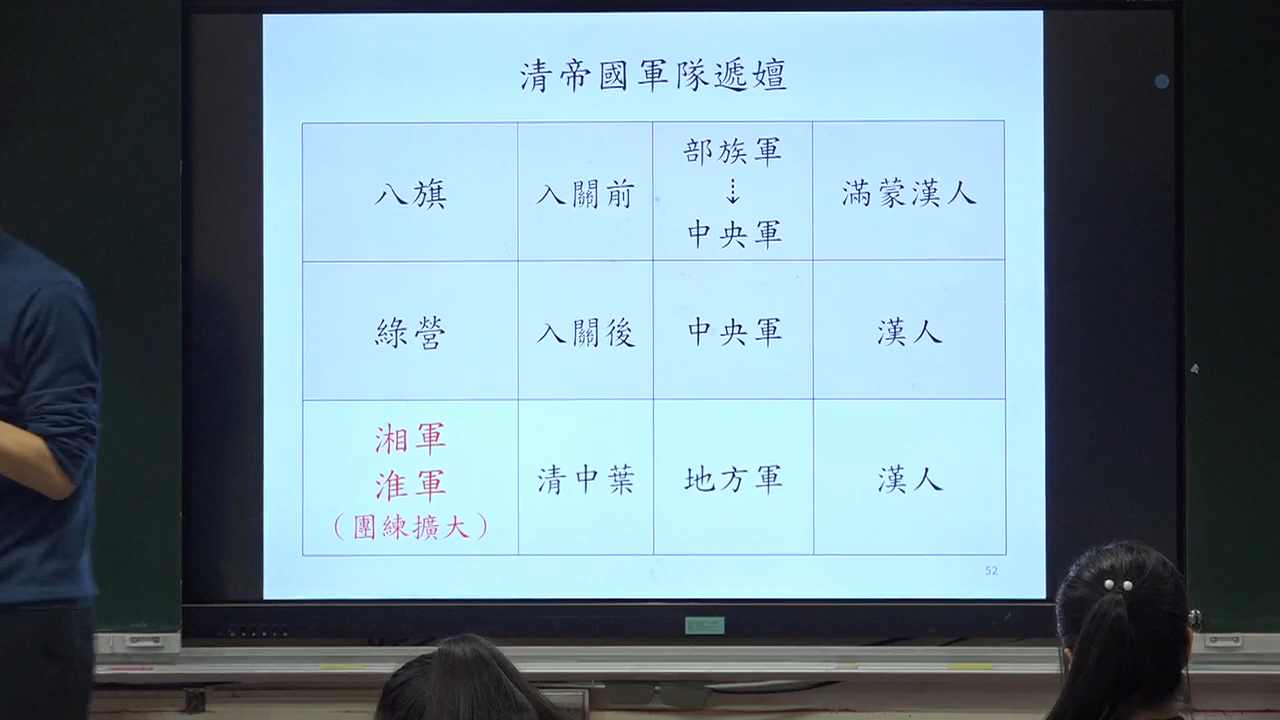 清帝國軍隊遞嬗
八旗
入關前
部族軍
⇣
中央軍
滿蒙漢人
綠營
入關後
中央軍
漢人
湘軍
淮軍
（團練擴大）
清中葉
地方軍
漢人
52